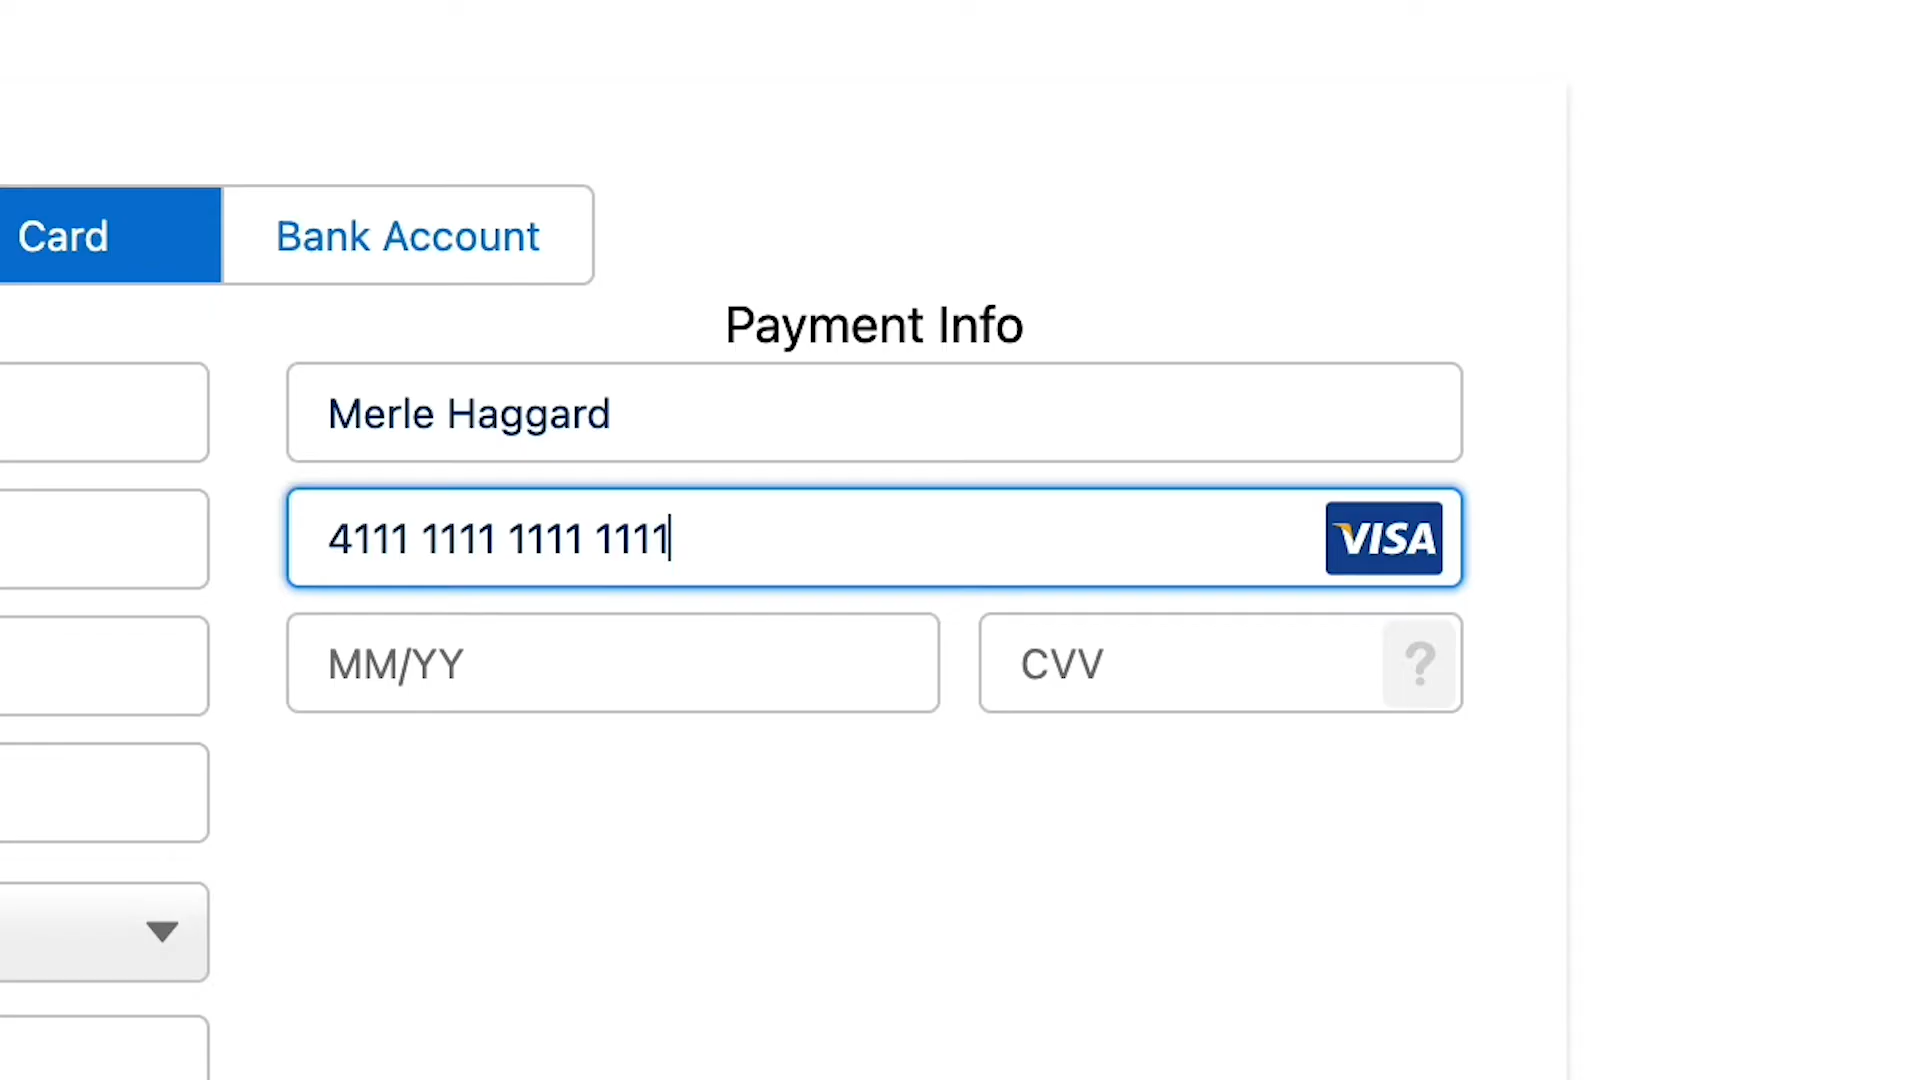 Card
Bank Account
Payment Info
Merle Haggard
4111 1111 1111 1111
VISA
MM/YY
CVV
?